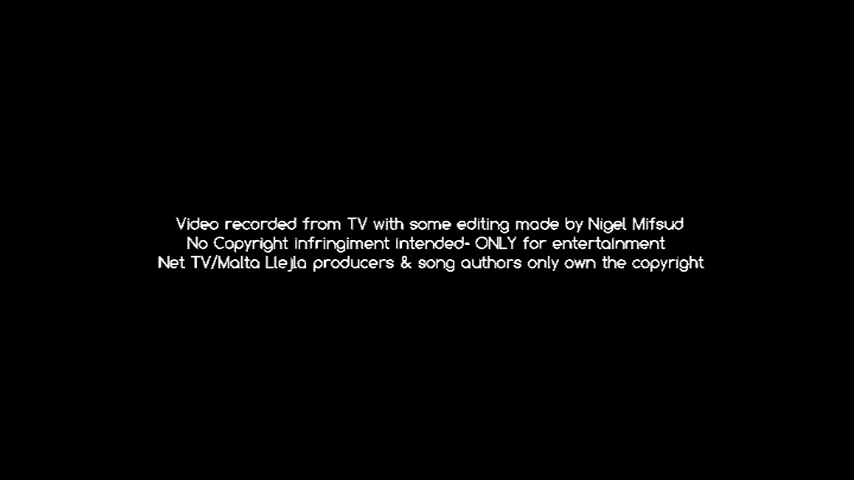 Video recorded from TV with some editing made by Nigel Mifsud
No Copyright infringiment intended- ONLY for entertainment
Net TV/Malta Llejla producers & song authors only own the copyright